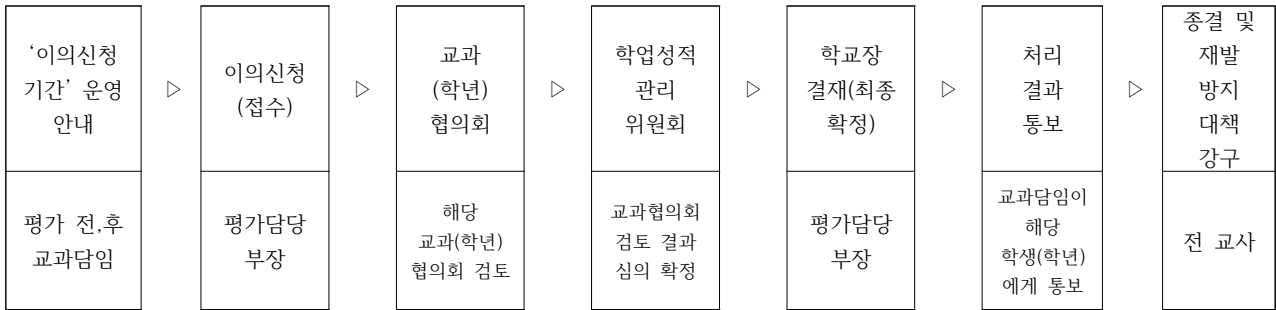 ‘이의신청
기간’ 운영
안내
▷
이의신청
(접수)
▷
교과
(학년)
협의회
▷
학업성적
관리
위원회
▷
학교장
결재(최종
확정)
▷
처리
결과
통보
▷
종결 및
재발
방지
대책
강구
평가 전,후
교과담임
평가담당
부장
해당
교과(학년)
협의회 검토
교과협의회
검토 결과
심의 확정
평가담당
부장
교과담임이
해당
학생(학년)
에게 통보
전 교사